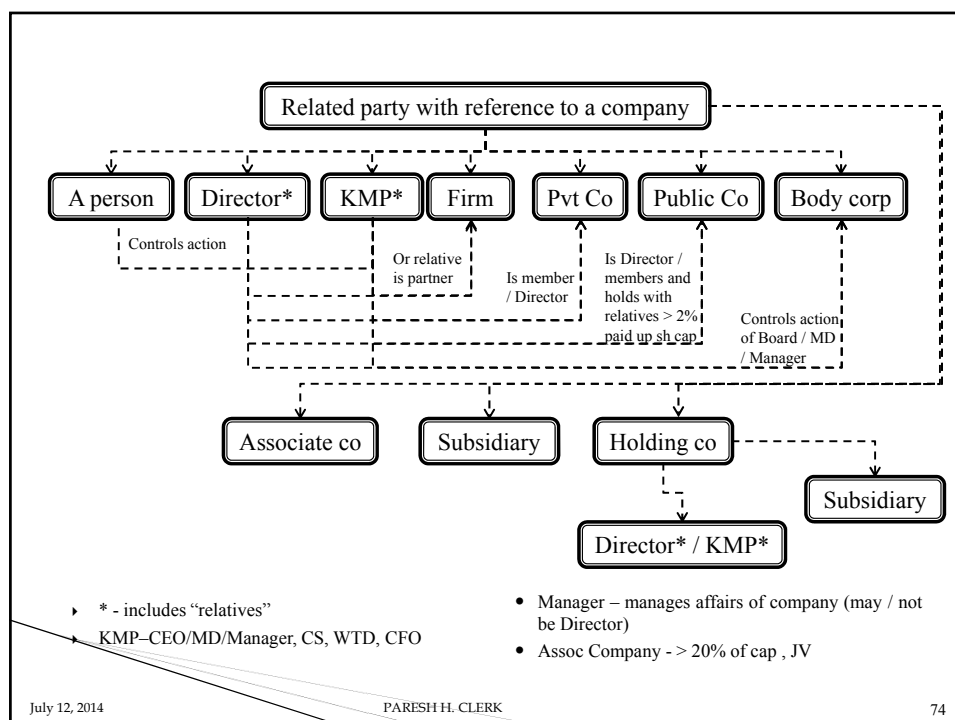 Related party with reference to a company
A person
Director*
KMP*
Firm
Pvt Co
Public Co
Body corp
Controls action
Or relative
is partner
Is member
/ Director
Is Director /
members and
holds with
relatives > 2%
paid up sh cap
Controls action
of Board / MD
/ Manager
Associate co
Subsidiary
Holding co
Subsidiary
Director* / KMP*
* - includes “relatives”
KMP–CEO/MD/Manager, CS, WTD, CFO
Manager – manages affairs of company (may / not
be Director)
Assoc Company - > 20% of cap , JV
July 12, 2014
PARESH H. CLERK
74